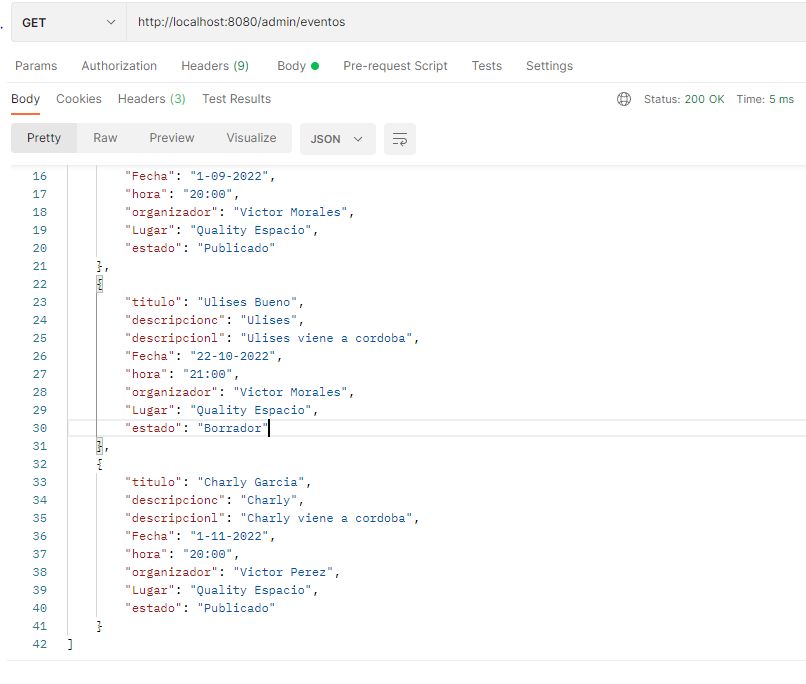 GET http://localhost:8080/admin/eventos
Params Authorization Headers (9) Body Pre-request Script Tests Settings
Body Cookies Headers (3) Test Results Status: 200 OK Time: 5 ms
Pretty Raw Preview Visualize JSON
16 "Fecha": "1-09-2022",
17 "hora": "20:00",
18 "organizador": "Victor Morales",
19 "Lugar": "Quality Espacio",
20 "estado": "Publicado"
21 },
22 {
23 "titulo": "Ulises Bueno",
24 "descripcionc": "Ulises",
25 "descripcionl": "Ulises viene a cordoba",
26 "Fecha": "22-10-2022",
27 "hora": "21:00",
28 "organizador": "Victor Morales",
29 "Lugar": "Quality Espacio",
30 "estado": "Borrador"
31 },
32 {
33 "titulo": "Charly Garcia",
34 "descripcionc": "Charly",
35 "descripcionl": "Charly viene a cordoba",
36 "Fecha": "1-11-2022",
37 "hora": "20:00",
38 "organizador": "Victor Perez",
39 "Lugar": "Quality Espacio",
40 "estado": "Publicado"
41 }
42 ]